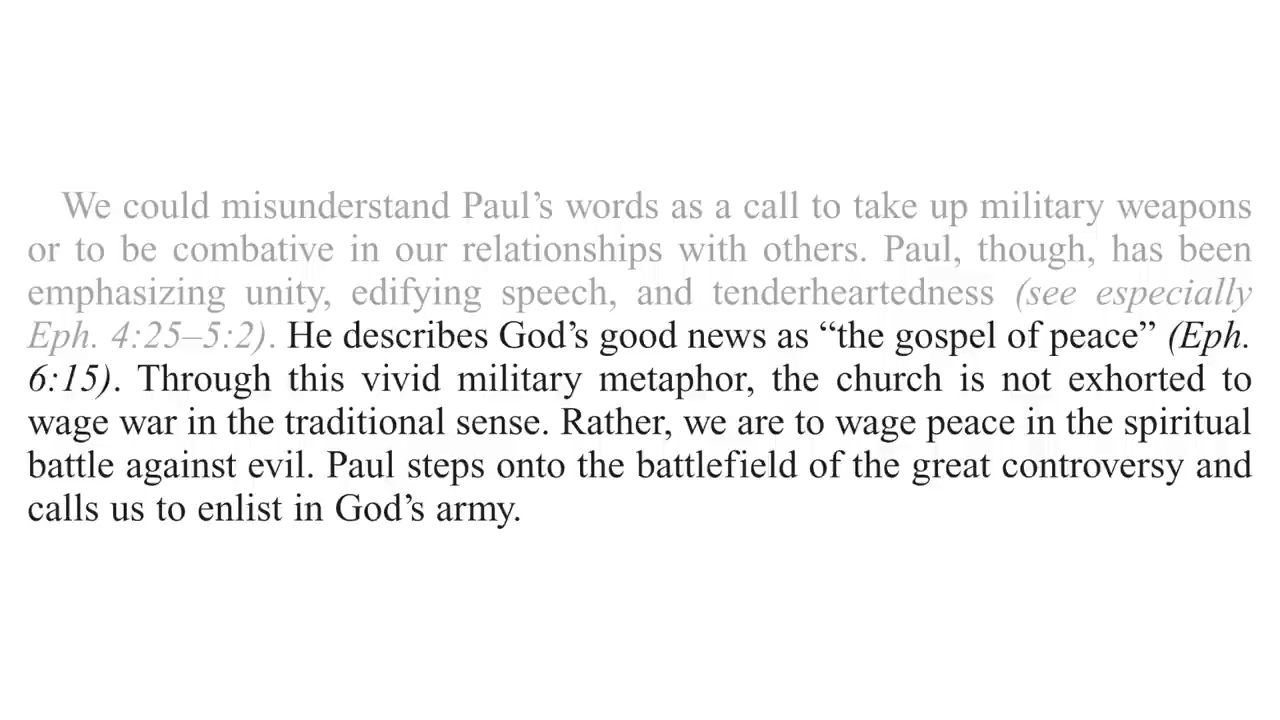 We could misunderstand Paul’s words as a call to take up military weapons
or to be combative in our relationships with others. Paul, though, has been
emphasizing unity, edifying speech, and tenderheartedness (see especially
Eph. 4:25–5:2). He describes God’s good news as “the gospel of peace” (Eph.
6:15). Through this vivid military metaphor, the church is not exhorted to
wage war in the traditional sense. Rather, we are to wage peace in the spiritual
battle against evil. Paul steps onto the battlefield of the great controversy and
calls us to enlist in God’s army.